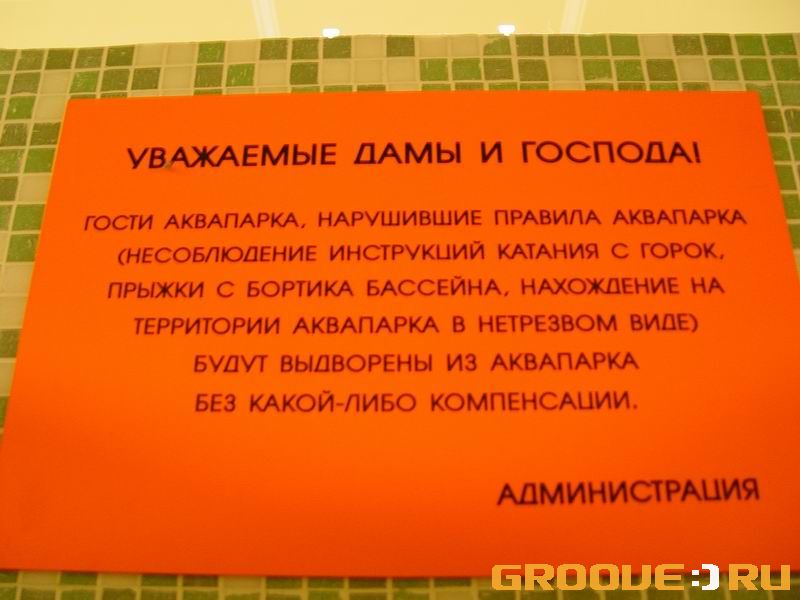 УВАЖАЕМЫЕ ДАМЫ И ГОСПОДА!
ГОСТИ АКВАПАРКА, НАРУШИВШИЕ ПРАВИЛА АКВАПАРКА
(НЕСОБЛЮДЕНИЕ ИНСТРУКЦИЙ КАТАНИЯ С ГОРОК,
ПРЫЖКИ С БОРТИКА БАССЕЙНА, НАХОЖДЕНИЕ НА
ТЕРРИТОРИИ АКВАПАРКА В НЕТРЕЗВОМ ВИДЕ)
БУДУТ ВЫДВОРЕНЫ ИЗ АКВАПАРКА
БЕЗ КАКОЙ-ЛИБО КОМПЕНСАЦИИ.
АДМИНИСТРАЦИЯ
GROOVE:)RU